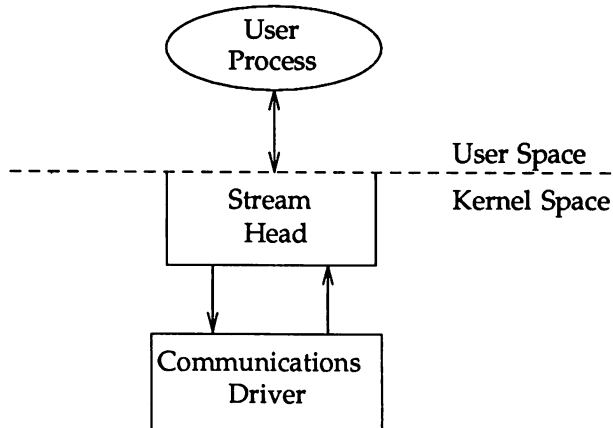 User
Process
User Space
Kernel Space
Stream
Head
Communications
Driver